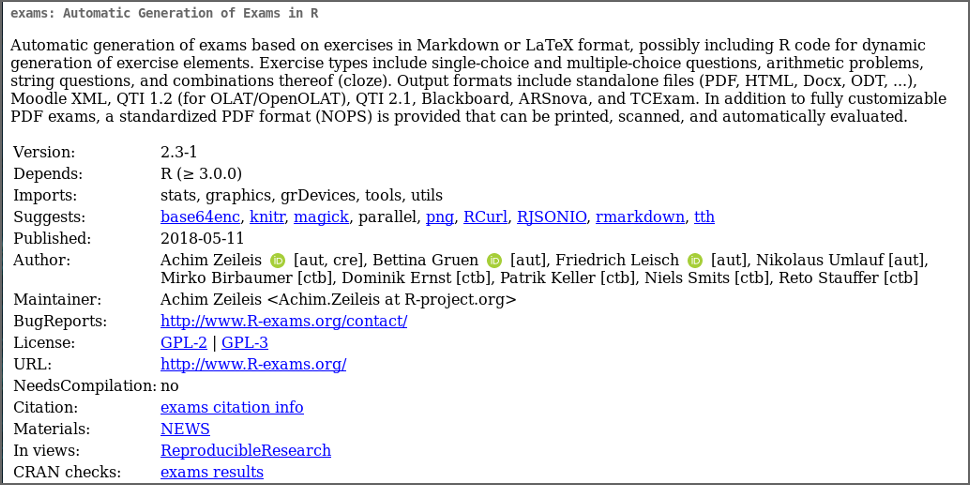 exams: Automatic Generation of Exams in R
Automatic generation of exams based on exercises in Markdown or LaTeX format, possibly including R code for dynamic
generation of exercise elements. Exercise types include single-choice and multiple-choice questions, arithmetic problems,
string questions, and combinations thereof (cloze). Output formats include standalone files (PDF, HTML, Docx, ODT, ...),
Moodle XML, QTI 1.2 (for OLAT/OpenOLAT), QTI 2.1, Blackboard, ARSnova, and TCExam. In addition to fully customizable
PDF exams, a standardized PDF format (NOPS) is provided that can be printed, scanned, and automatically evaluated.
Version: 2.3-1
Depends: R (≥ 3.0.0)
Imports: stats, graphics, grDevices, tools, utils
Suggests: base64enc, knitr, magick, parallel, png, RCurl, RJSONIO, rmarkdown, tth
Published: 2018-05-11
Author: Achim Zeileis iD [aut, cre], Bettina Gruen iD [aut], Friedrich Leisch iD [aut], Nikolaus Umlauf [aut],
Mirko Birbaumer [ctb], Dominik Ernst [ctb], Patrik Keller [ctb], Niels Smits [ctb], Reto Stauffer [ctb]
Maintainer: Achim Zeileis <Achim.Zeileis at R-project.org>
BugReports: http://www.R-exams.org/contact/
License: GPL-2 | GPL-3
URL: http://www.R-exams.org/
NeedsCompilation: no
Citation: exams citation info
Materials: NEWS
In views: ReproducibleResearch
CRAN checks: exams results